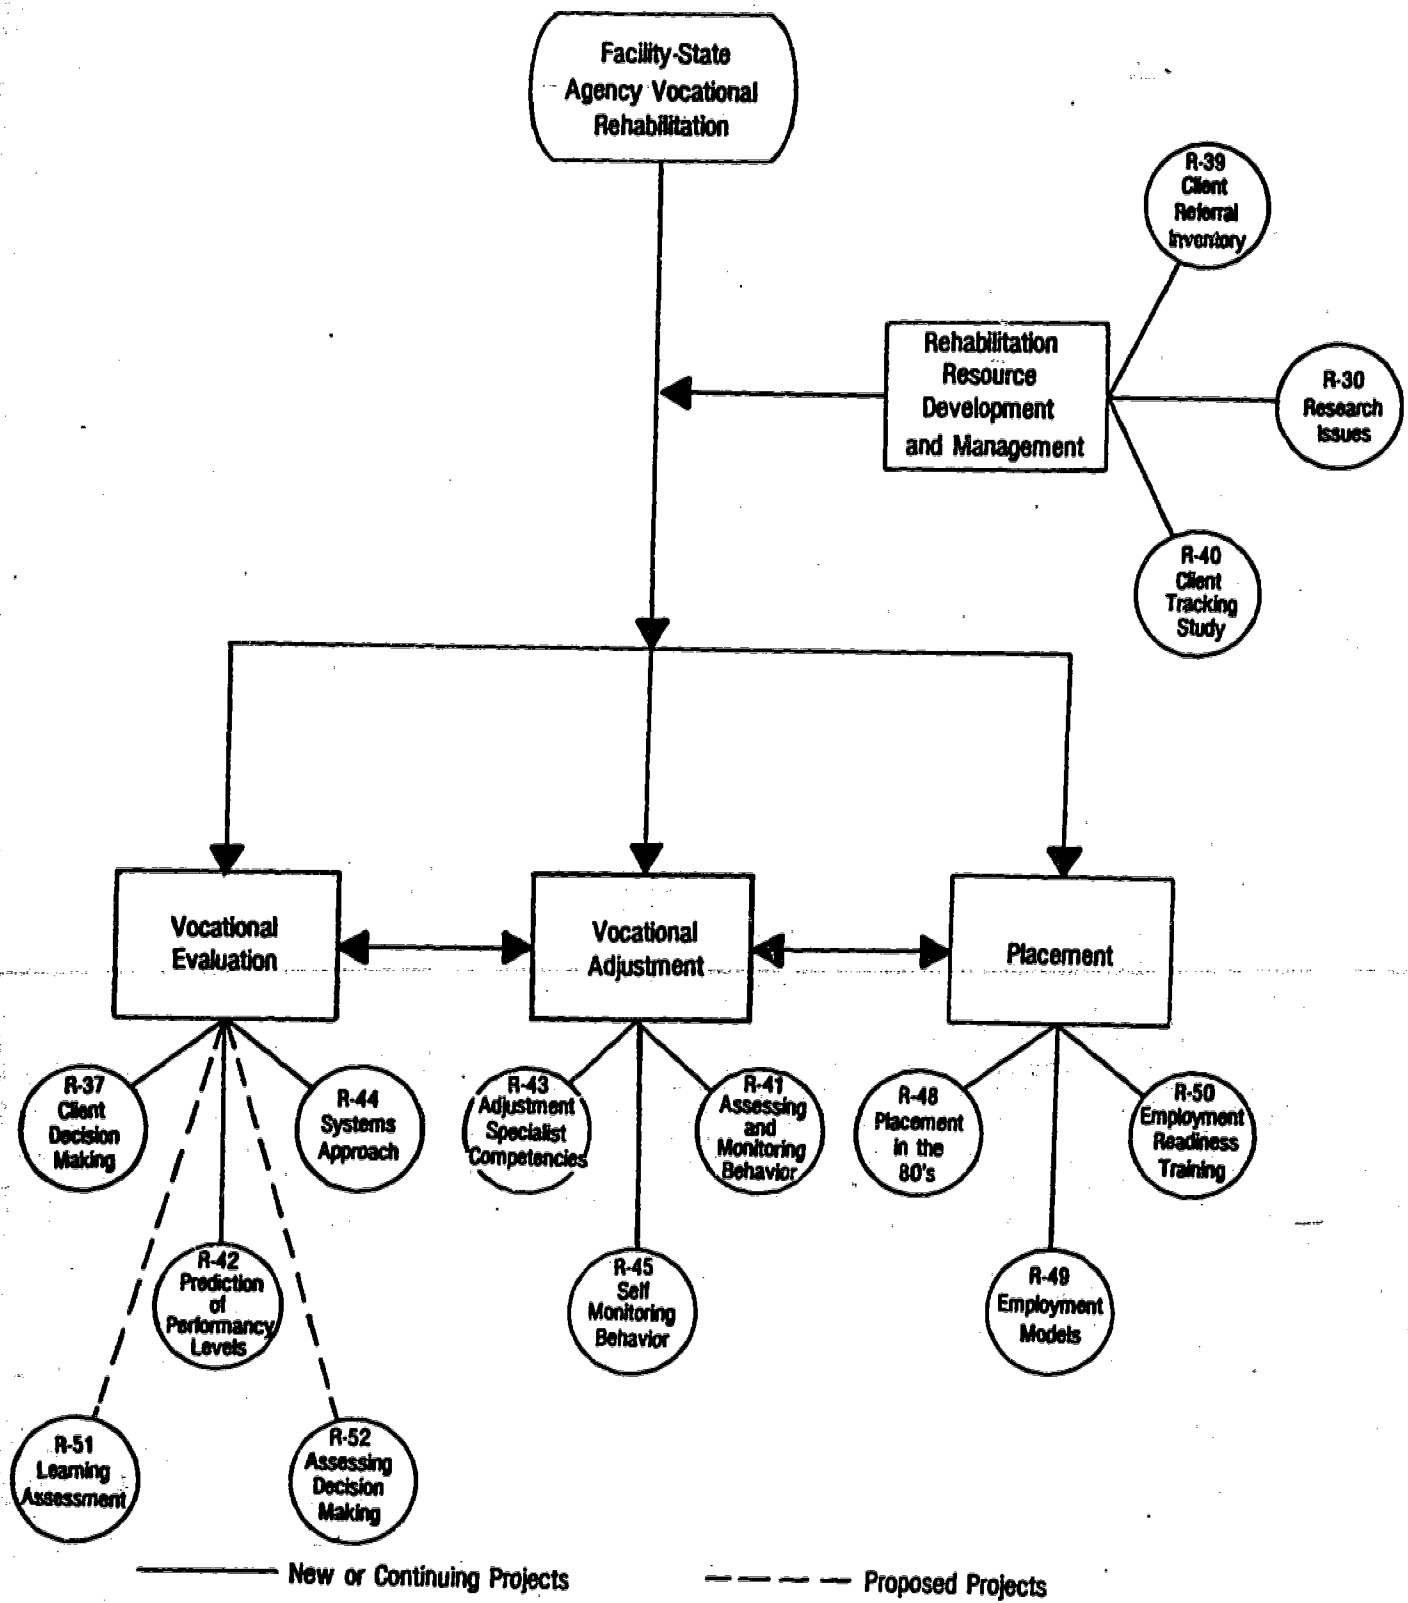 Facility-State
Agency Vocational
Rehabilitation
R-39
Client
Referral
Inventory
Rehabilitation
Resource
Development
and Management
R-30
Research
Issues
R-40
Client
Tracking
Study
Vocational
Evaluation
Vocational
Adjustment
Placement
R-37
Client
Decision
Making
R-44
Systems
Approach
R-43
Adjustment
Specialist
Competencies
R-41
Assessing
and
Monitoring
Behavior
R-48
Placement
in the
80's
R-50
Employment
Readiness
Training
R-42
Prediction
of
Performancy
Levels
R-45
Self
Monitoring
Behavior
R-49
Employment
Models
R-51
Learning
Assessment
R-52
Assessing
Decision
Making
New or Continuing Projects
Proposed Projects